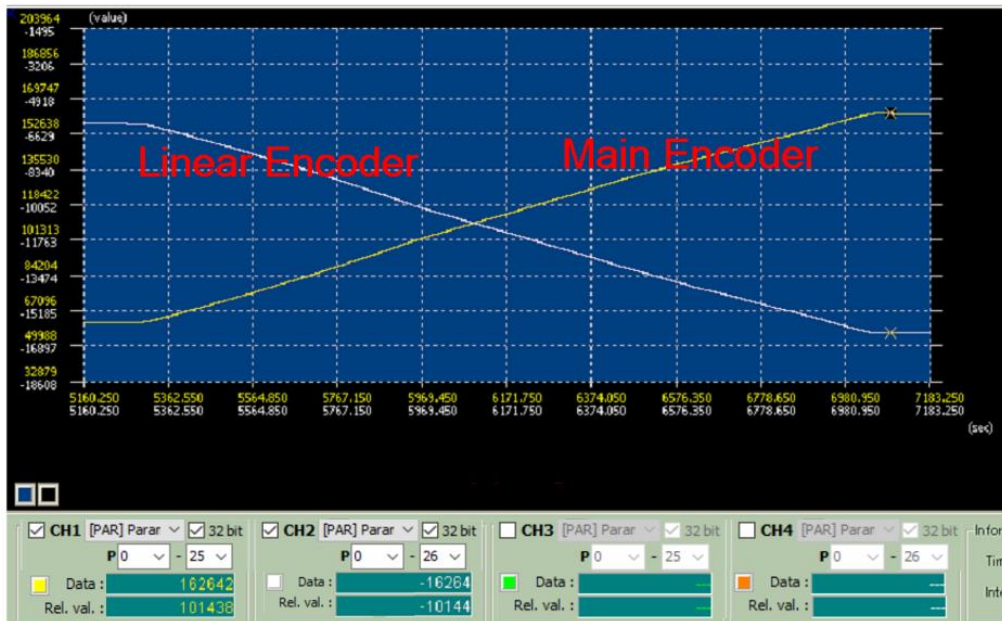 203964 (value)
-1495
186856
-3206
169747
-4918
152638
-6629
135530
-8340
118422
-10052
101313
-11763
84204
-13474
67096
-15185
49988
-16897
32879
-18608
Linear Encoder
Main Encoder
5160.250 5362.550 5564.850 5767.150 5969.450 6171.750 6374.050 6576.350 6778.650 6980.950 7183.250
5160.250 5362.550 5564.850 5767.150 5969.450 6171.750 6374.050 6576.350 6778.650 6980.950 7183.250
(sec)
CH1 [PAR] Parar 32 bit CH2 [PAR] Parar 32 bit CH3 [PAR] Parar 32 bit CH4 [PAR] Parar 32 bit Infor
P 0 - 25 P 0 - 26 P 0 - 25 P 0 - 26 Tim
Data : 162642 Data : -16264 Data : --- Data : ---
Rel. val. : 101438 Rel. val. : -10144 Rel. val. : --- Rel. val. : --- Inte